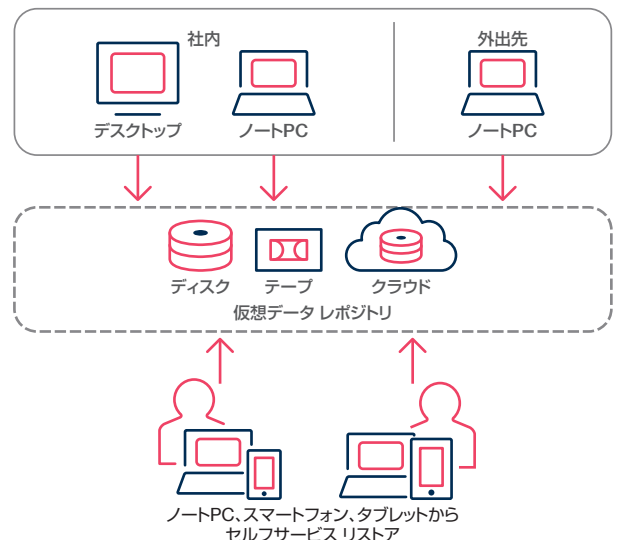 社内
外出先
デスクトップ
ノートPC
ノートPC
ディスク
テープ
クラウド
仮想データ レポジトリ
ノートPC、スマートフォン、タブレットから
セルフサービス リストア